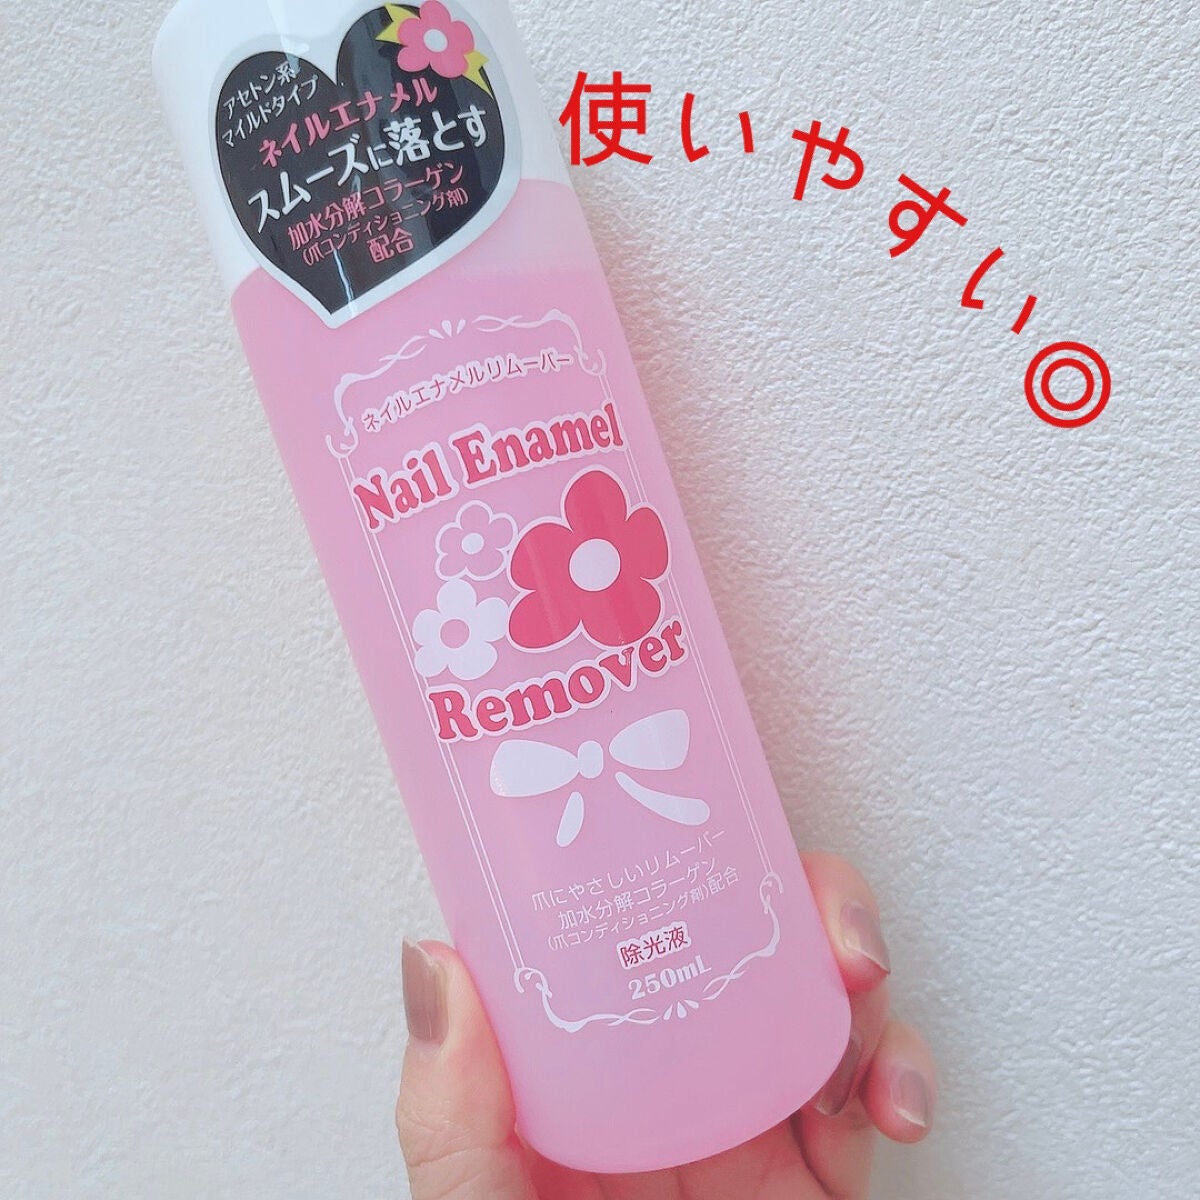 アセトン系
マイルドタイプ
ネイルエナメル
スムーズに落とす
加水分解コラーゲン
(爪コンディショニング剤)
配合
使いやすい◎
ネイルエナメルリムーバー
Nail Enamel
Remover
爪にやさしいリムーバー
加水分解コラーゲン
(爪コンディショニング剤)配合
除光液
250mL